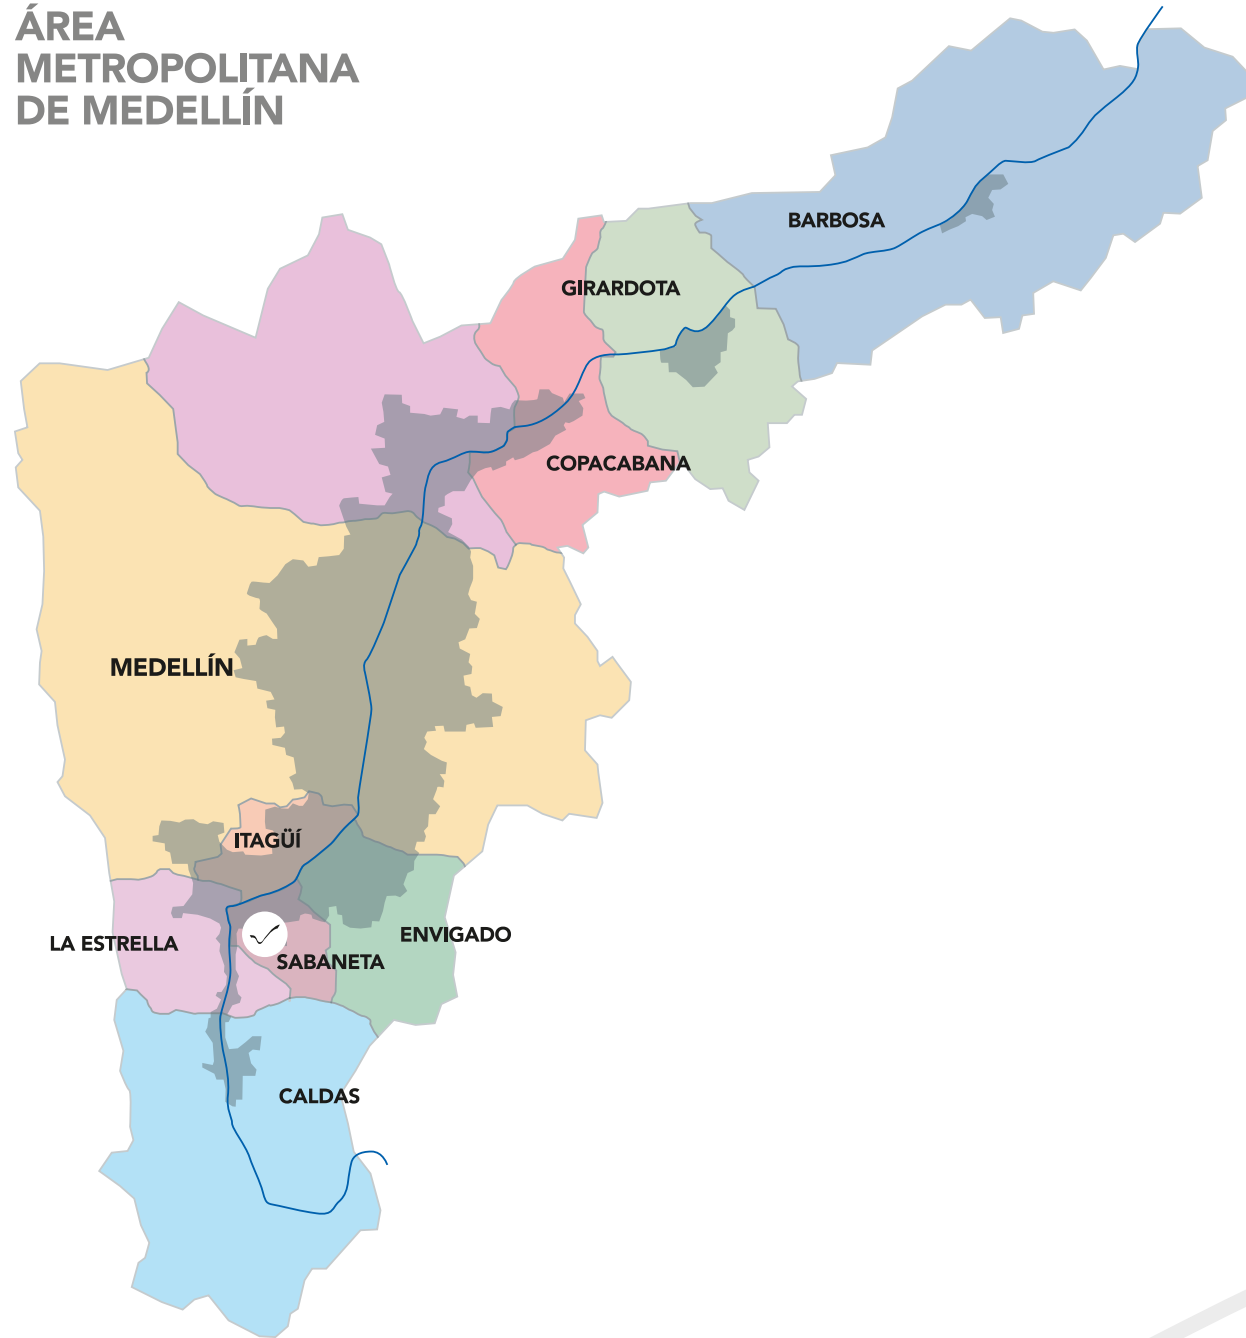 ÁREA
METROPOLITANA
DE MEDELLÍN
BARBOSA
GIRARDOTA
COPACABANA
MEDELLÍN
ITAGÜÍ
ENVIGADO
LA ESTRELLA
SABANETA
CALDAS